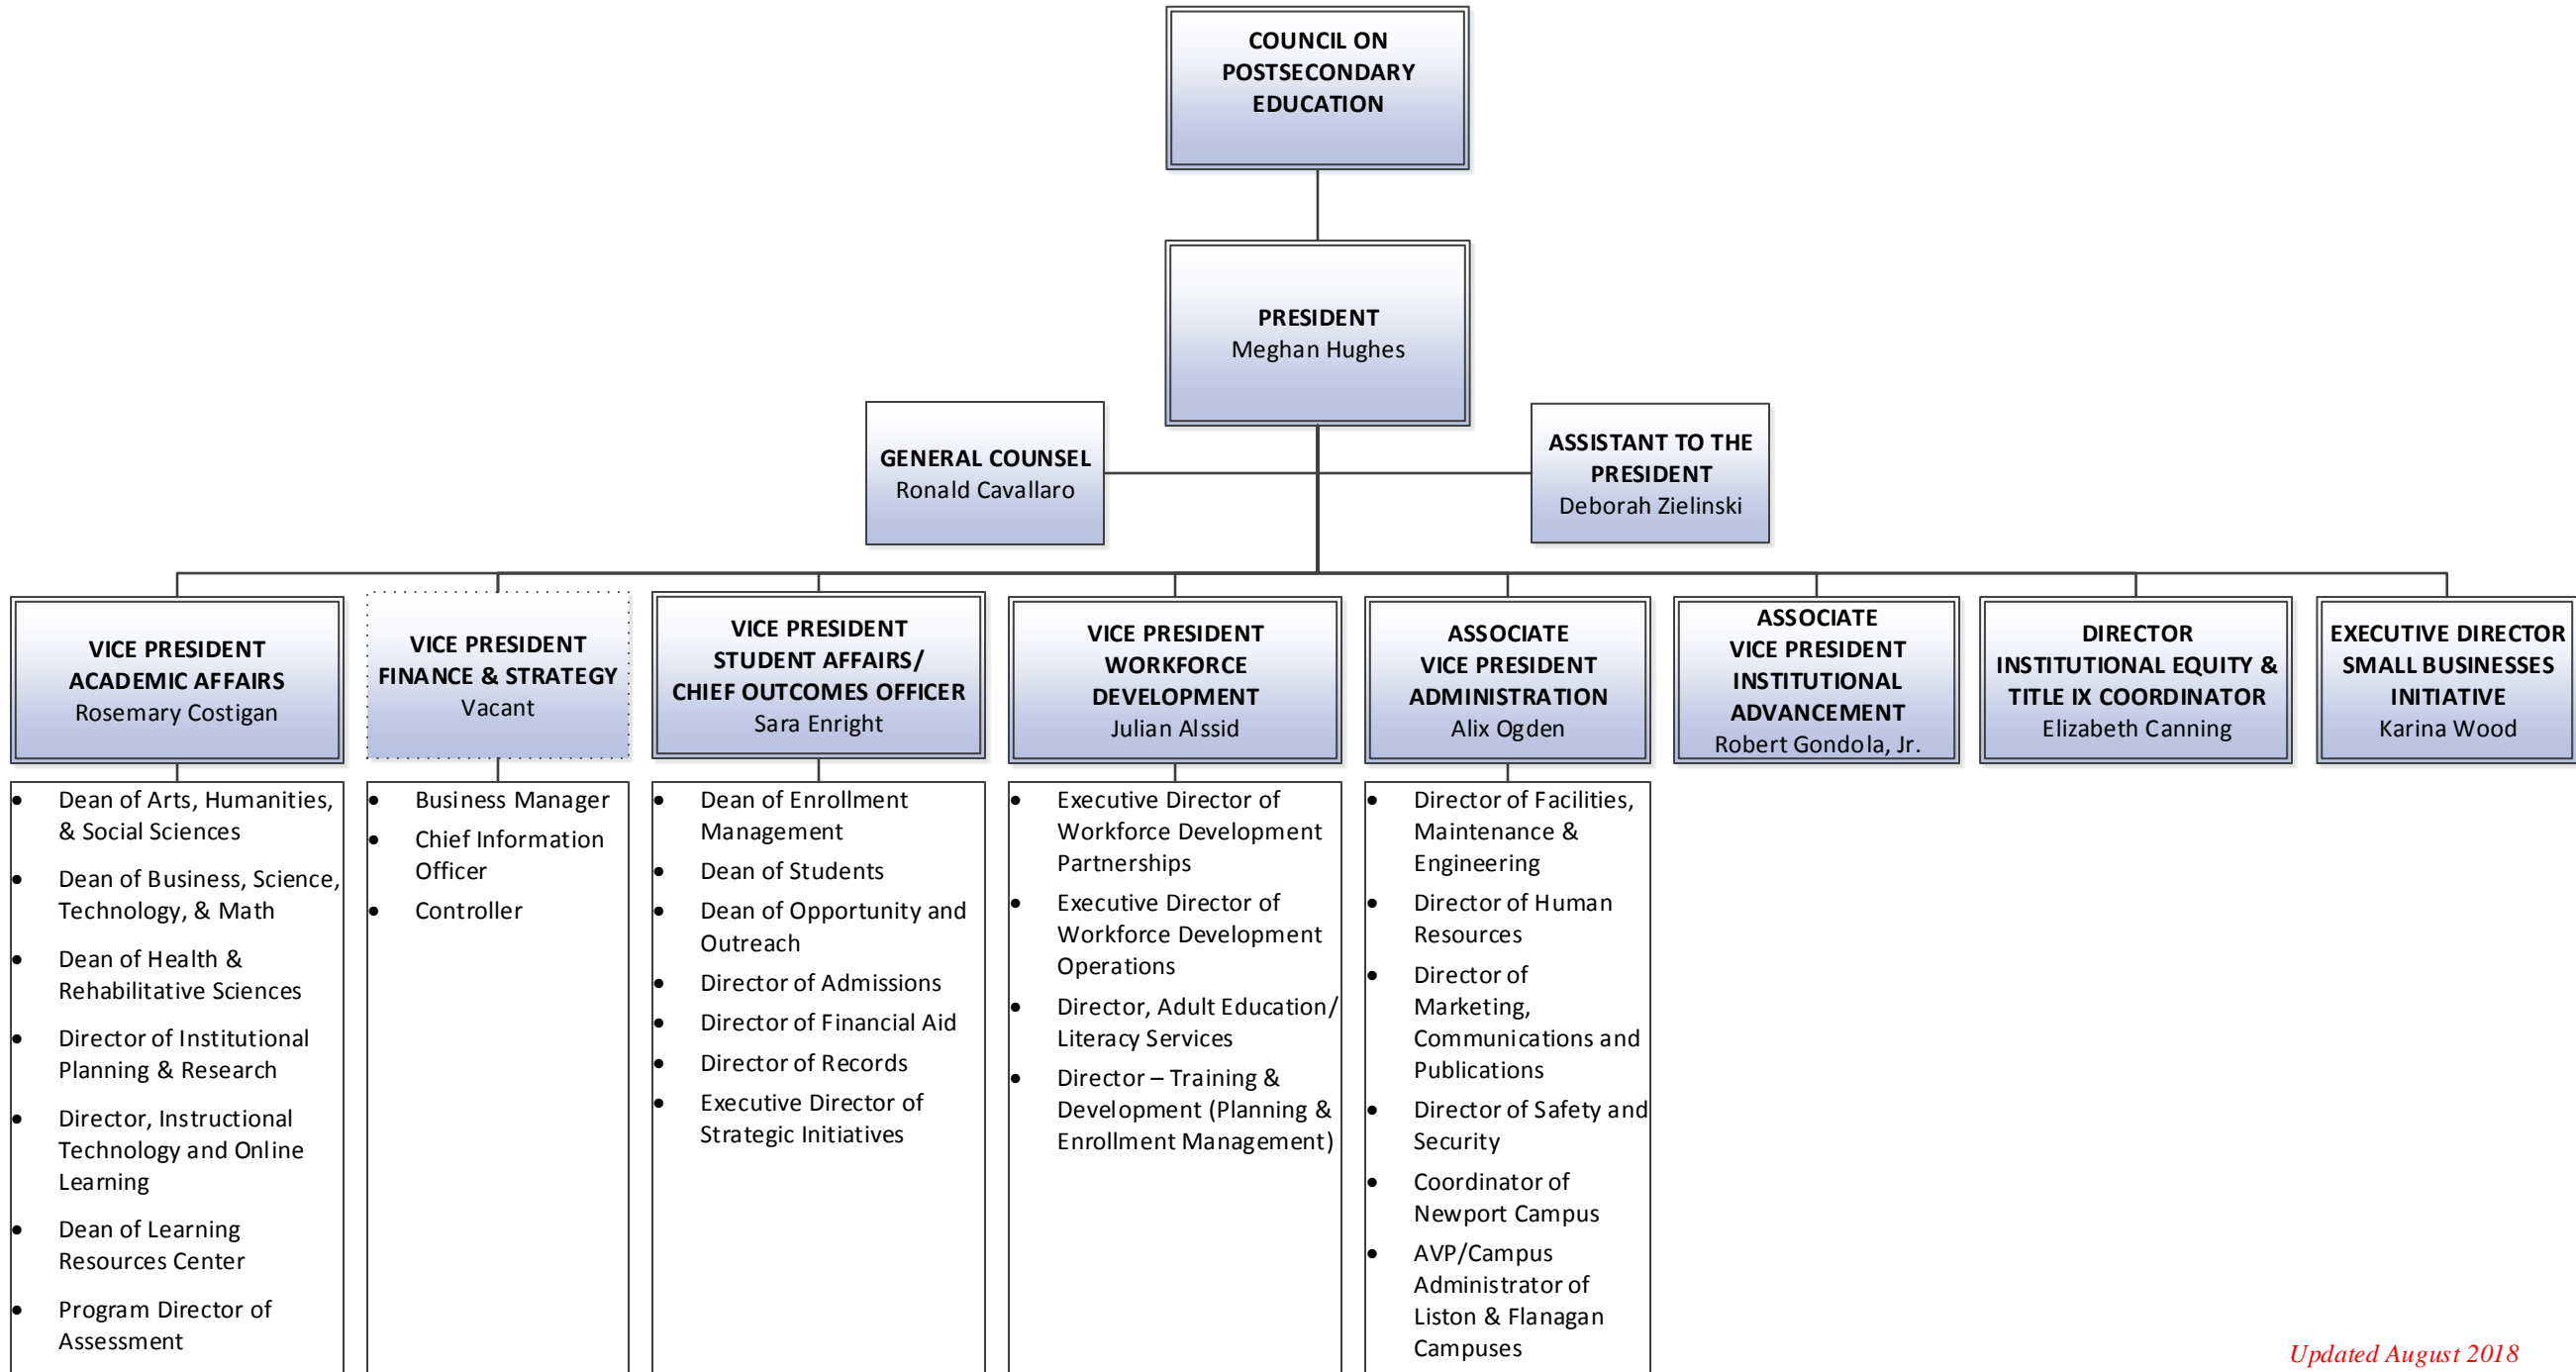 COUNCIL ON
POSTSECONDARY
EDUCATION
PRESIDENT
Meghan Hughes
GENERAL COUNSEL
Ronald Cavallaro
ASSISTANT TO THE
PRESIDENT
Deborah Zielinski
VICE PRESIDENT
ACADEMIC AFFAIRS
Rosemary Costigan
VICE PRESIDENT
FINANCE & STRATEGY
Vacant
VICE PRESIDENT
STUDENT AFFAIRS/
CHIEF OUTCOMES OFFICER
Sara Enright
VICE PRESIDENT
WORKFORCE
DEVELOPMENT
Julian Alssid
ASSOCIATE
VICE PRESIDENT
ADMINISTRATION
Alix Ogden
ASSOCIATE
VICE PRESIDENT
INSTITUTIONAL
ADVANCEMENT
Robert Gondola, Jr.
DIRECTOR
INSTITUTIONAL EQUITY &
TITLE IX COORDINATOR
Elizabeth Canning
EXECUTIVE DIRECTOR
SMALL BUSINESSES
INITIATIVE
Karina Wood
• Dean of Arts, Humanities,
& Social Sciences
• Dean of Business, Science,
Technology, & Math
• Dean of Health &
Rehabilitative Sciences
• Director of Institutional
Planning & Research
• Director, Instructional
Technology and Online
Learning
• Dean of Learning
Resources Center
• Program Director of
Assessment
• Business Manager
• Chief Information
Officer
• Controller
• Dean of Enrollment
Management
• Dean of Students
• Dean of Opportunity and
Outreach
• Director of Admissions
• Director of Financial Aid
• Director of Records
• Executive Director of
Strategic Initiatives
• Executive Director of
Workforce Development
Partnerships
• Executive Director of
Workforce Development
Operations
• Director, Adult Education/
Literacy Services
• Director – Training &
Development (Planning &
Enrollment Management)
• Director of Facilities,
Maintenance &
Engineering
• Director of Human
Resources
• Director of
Marketing,
Communications and
Publications
• Director of Safety and
Security
• Coordinator of
Newport Campus
• AVP/Campus
Administrator of
Liston & Flanagan
Campuses
Updated August 2018